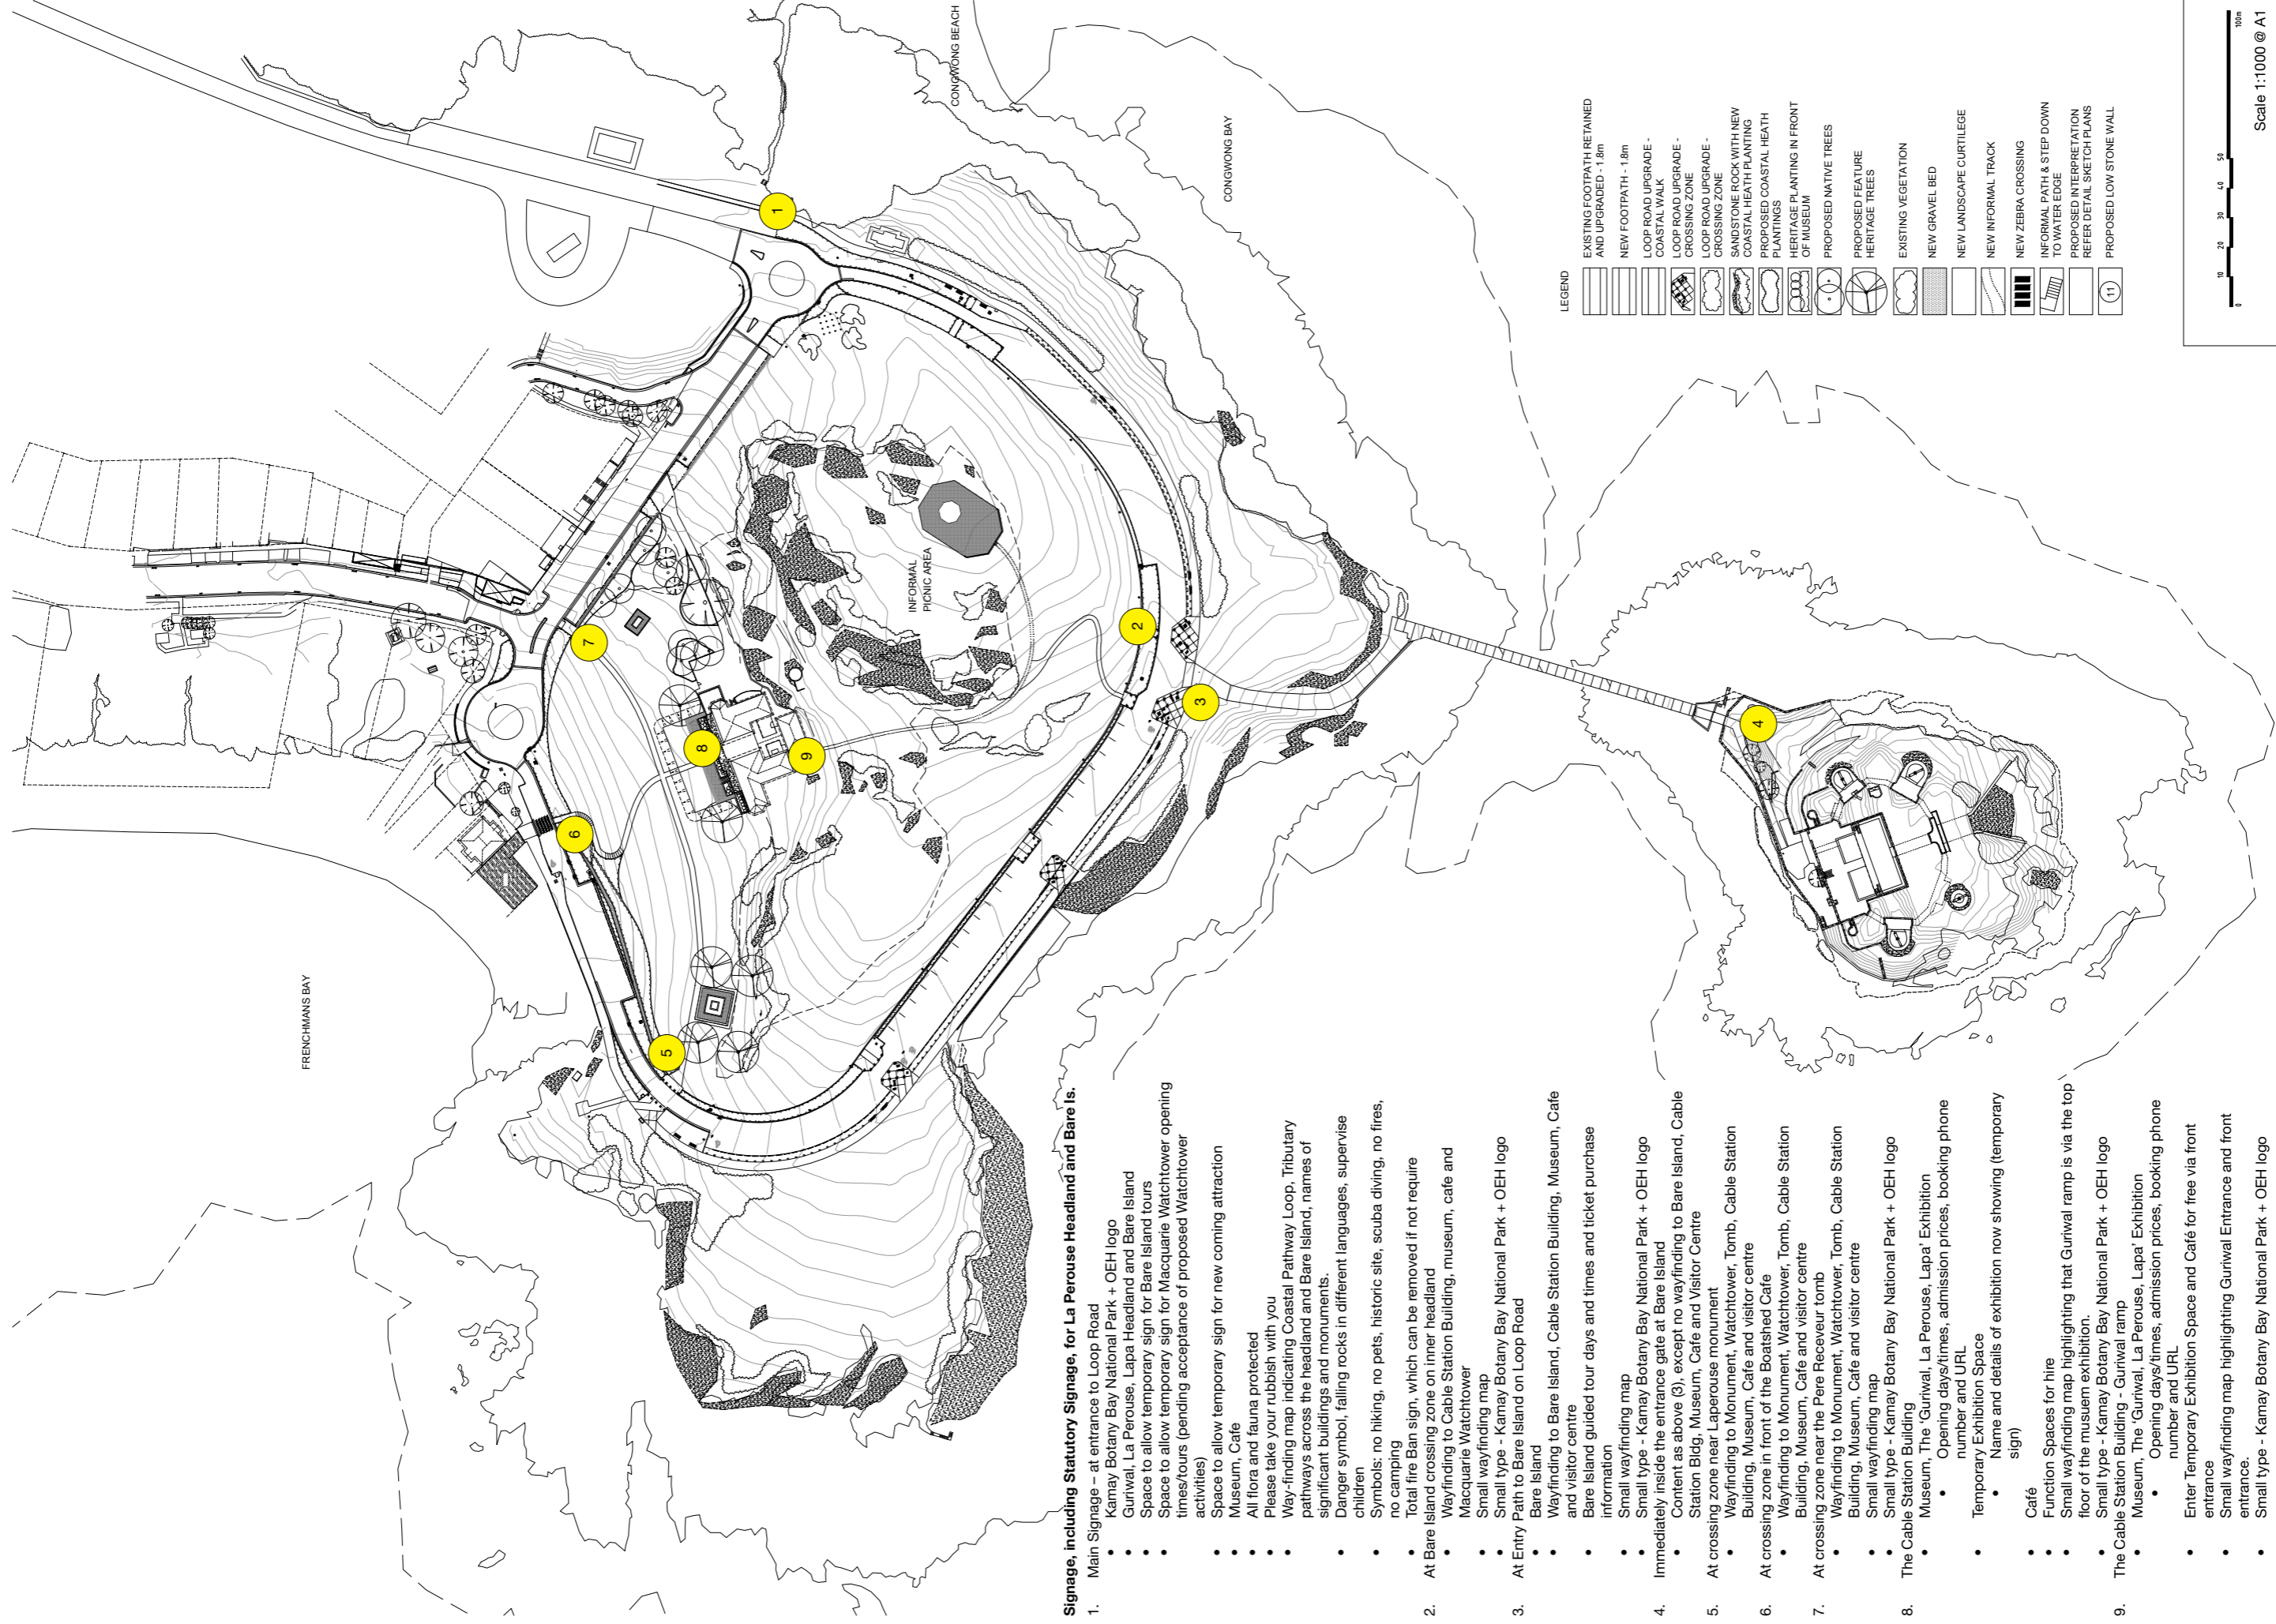 Signage, including Statutory Signage, for La Perouse Headland and Bare Is.
1. Main Signage – at entrance to Loop Road
• Kamay Botany Bay National Park + OEH logo
• Guriwal, La Perouse, Lapa Headland and Bare Island
• Space to allow temporary sign for Bare Island tours
• Space to allow temporary sign for Macquarie Watchtower opening
times/tours (pending acceptance of proposed Watchtower
activities)
• Space to allow temporary sign for new coming attraction
• Museum, Cafe
• All flora and fauna protected
• Please take your rubbish with you
• Way-finding map indicating Coastal Pathway Loop, Tributary
pathways across the headland and Bare Island, names of
significant buildings and monuments.
• Danger symbol, falling rocks in different languages, supervise
children
• Symbols: no hiking, no pets, historic site, scuba diving, no fires,
no camping
• Total fire Ban sign, which can be removed if not require
2. At Bare Island crossing zone on inner headland
• Wayfinding to Cable Station Building, museum, cafe and
Macquarie Watchtower
• Small wayfinding map
• Small type - Kamay Botany Bay National Park + OEH logo
3. At Entry Path to Bare Island on Loop Road
• Bare Island
• Wayfinding to Bare Island, Cable Station Building, Museum, Cafe
and visitor centre
• Bare Island guided tour days and times and ticket purchase
information
• Small wayfinding map
• Small type - Kamay Botany Bay National Park + OEH logo
4. Immediately inside the entrance gate at Bare Island
• Content as above (3), except no wayfinding to Bare Island, Cable
Station Bldg, Museum, Cafe and Visitor Centre
5. At crossing zone near Laperouse monument
• Wayfinding to Monument, Watchtower, Tomb, Cable Station
Building, Museum, Cafe and visitor centre
6. At crossing zone in front of the Boatshed Cafe
• Wayfinding to Monument, Watchtower, Tomb, Cable Station
Building, Museum, Cafe and visitor centre
7. At crossing zone near the Pere Receveur tomb
• Wayfinding to Monument, Watchtower, Tomb, Cable Station
Building, Museum, Cafe and visitor centre
• Small wayfinding map
• Small type - Kamay Botany Bay National Park + OEH logo
8. The Cable Station Building
• Museum, The 'Guriwal, La Perouse, Lapa' Exhibition
• Opening days/times, admission prices, booking phone
number and URL
• Temporary Exhibition Space
• Name and details of exhibition now showing (temporary
sign)
• Café
• Function Spaces for hire
• Small wayfinding map highlighting that Guriwal ramp is via the top
floor of the musuem exhibition.
• Small type - Kamay Botany Bay National Park + OEH logo
9. The Cable Station Building - Guriwal ramp
• Museum, The 'Guriwal, La Perouse, Lapa' Exhibition
• Opening days/times, admission prices, booking phone
number and URL
• Enter Temporary Exhibition Space and Café for free via front
entrance
• Small wayfinding map highlighting Guriwal Entrance and front
entrance.
• Small type - Kamay Botany Bay National Park + OEH logo
FRENCHMANS BAY
INFORMAL
PICNIC AREA
CONGWONG BEACH
CONGWONG BAY
1
2
3
4
5
6
7
8
9
LEGEND
EXISTING FOOTPATH RETAINED
AND UPGRADED - 1.8m
NEW FOOTPATH - 1.8m
LOOP ROAD UPGRADE -
COASTAL WALK
LOOP ROAD UPGRADE -
CROSSING ZONE
LOOP ROAD UPGRADE -
CROSSING ZONE
SANDSTONE ROCK WITH NEW
COASTAL HEATH PLANTING
PROPOSED COASTAL HEATH
PLANTINGS
HERITAGE PLANTING IN FRONT
OF MUSEUM
PROPOSED NATIVE TREES
PROPOSED FEATURE
HERITAGE TREES
EXISTING VEGETATION
NEW GRAVEL BED
NEW LANDSCAPE CURTILEGE
NEW INFORMAL TRACK
NEW ZEBRA CROSSING
INFORMAL PATH & STEP DOWN
TO WATER EDGE
PROPOSED INTERPRETATION
REFER DETAIL SKETCH PLANS
11 PROPOSED LOW STONE WALL
0 10 20 30 40 50 100m
Scale 1:1000 @ A1